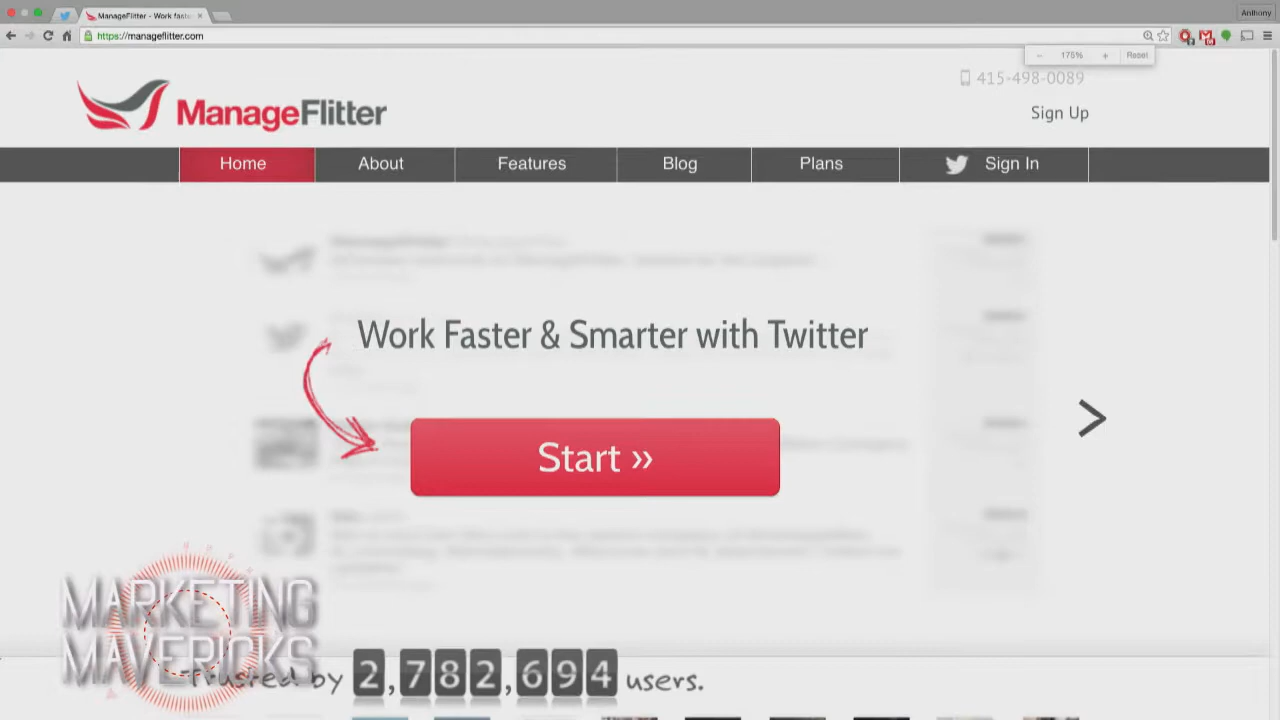 ManageFlitter - Work faste
Anthony
https://manageflitter.com
175%
Reset
415-498-0089
ManageFlitter
Sign Up
Home
About
Features
Blog
Plans
Sign In
Work Faster & Smarter with Twitter
Start »
MARKETING
MAVERICKS
Trusted by 2,782,694 users.